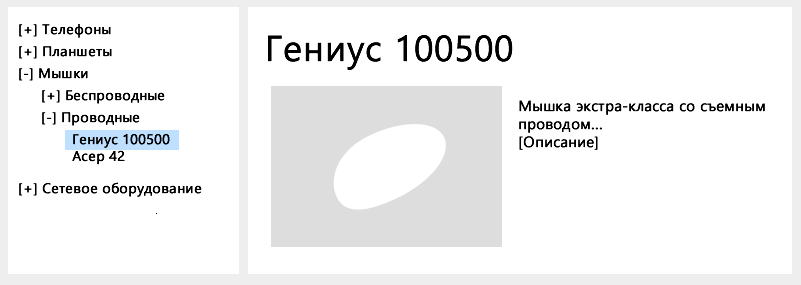 [+] Телефоны
[+] Планшеты
[-] Мышки
[+] Беспроводные
[-] Проводные
Гениус 100500
Асер 42
[+] Сетевое оборудование
Гениус 100500
Мышка экстра-класса со съемным
проводом...
[Описание]